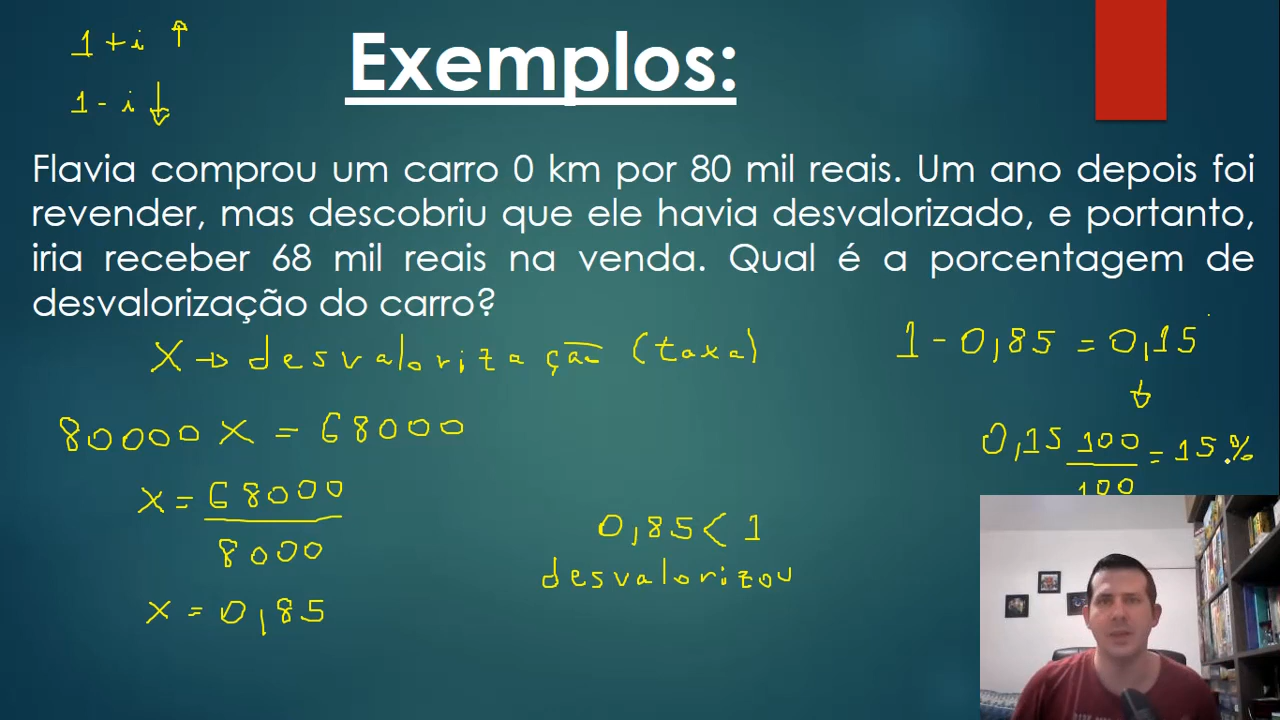 1 + i ↑
1 - i ↓
Exemplos:
Flavia comprou um carro 0 km por 80 mil reais. Um ano depois foi
revender, mas descobriu que ele havia desvalorizado, e portanto,
iria receber 68 mil reais na venda. Qual é a porcentagem de
desvalorização do carro?
X → desvalorização (taxa)
80000 X = 68000
X = 68000
8000
X = 0,85
0,85 < 1
desvalorizou
1 - 0,85 = 0,15
↓
0,15 100 = 15%
100